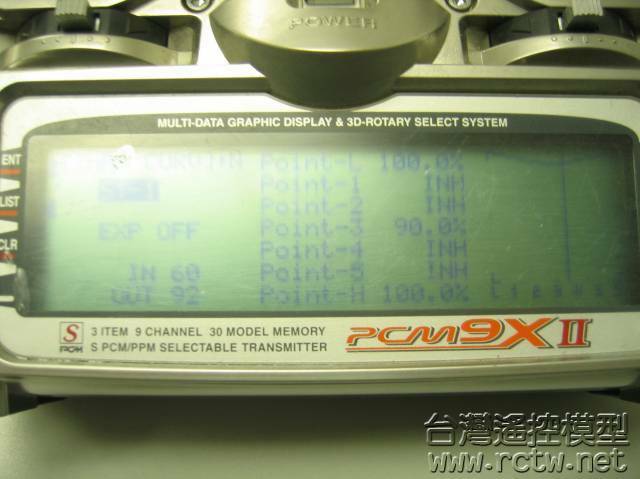 POWER
MULTI-DATA GRAPHIC DISPLAY & 3D-ROTARY SELECT SYSTEM
ENT
LIST
CLR
Point-L 100.0%
Point-1 INH
Point-2 INH
EXP OFF Point-3 90.0%
Point-4 INH
IN 60 Point-5 INH
OUT 92 Point-H 100.0%
S PCM
3 ITEM 9 CHANNEL 30 MODEL MEMORY
S PCM/PPM SELECTABLE TRANSMITTER
PCM9X II
台灣遙控模型
www.rctw.net